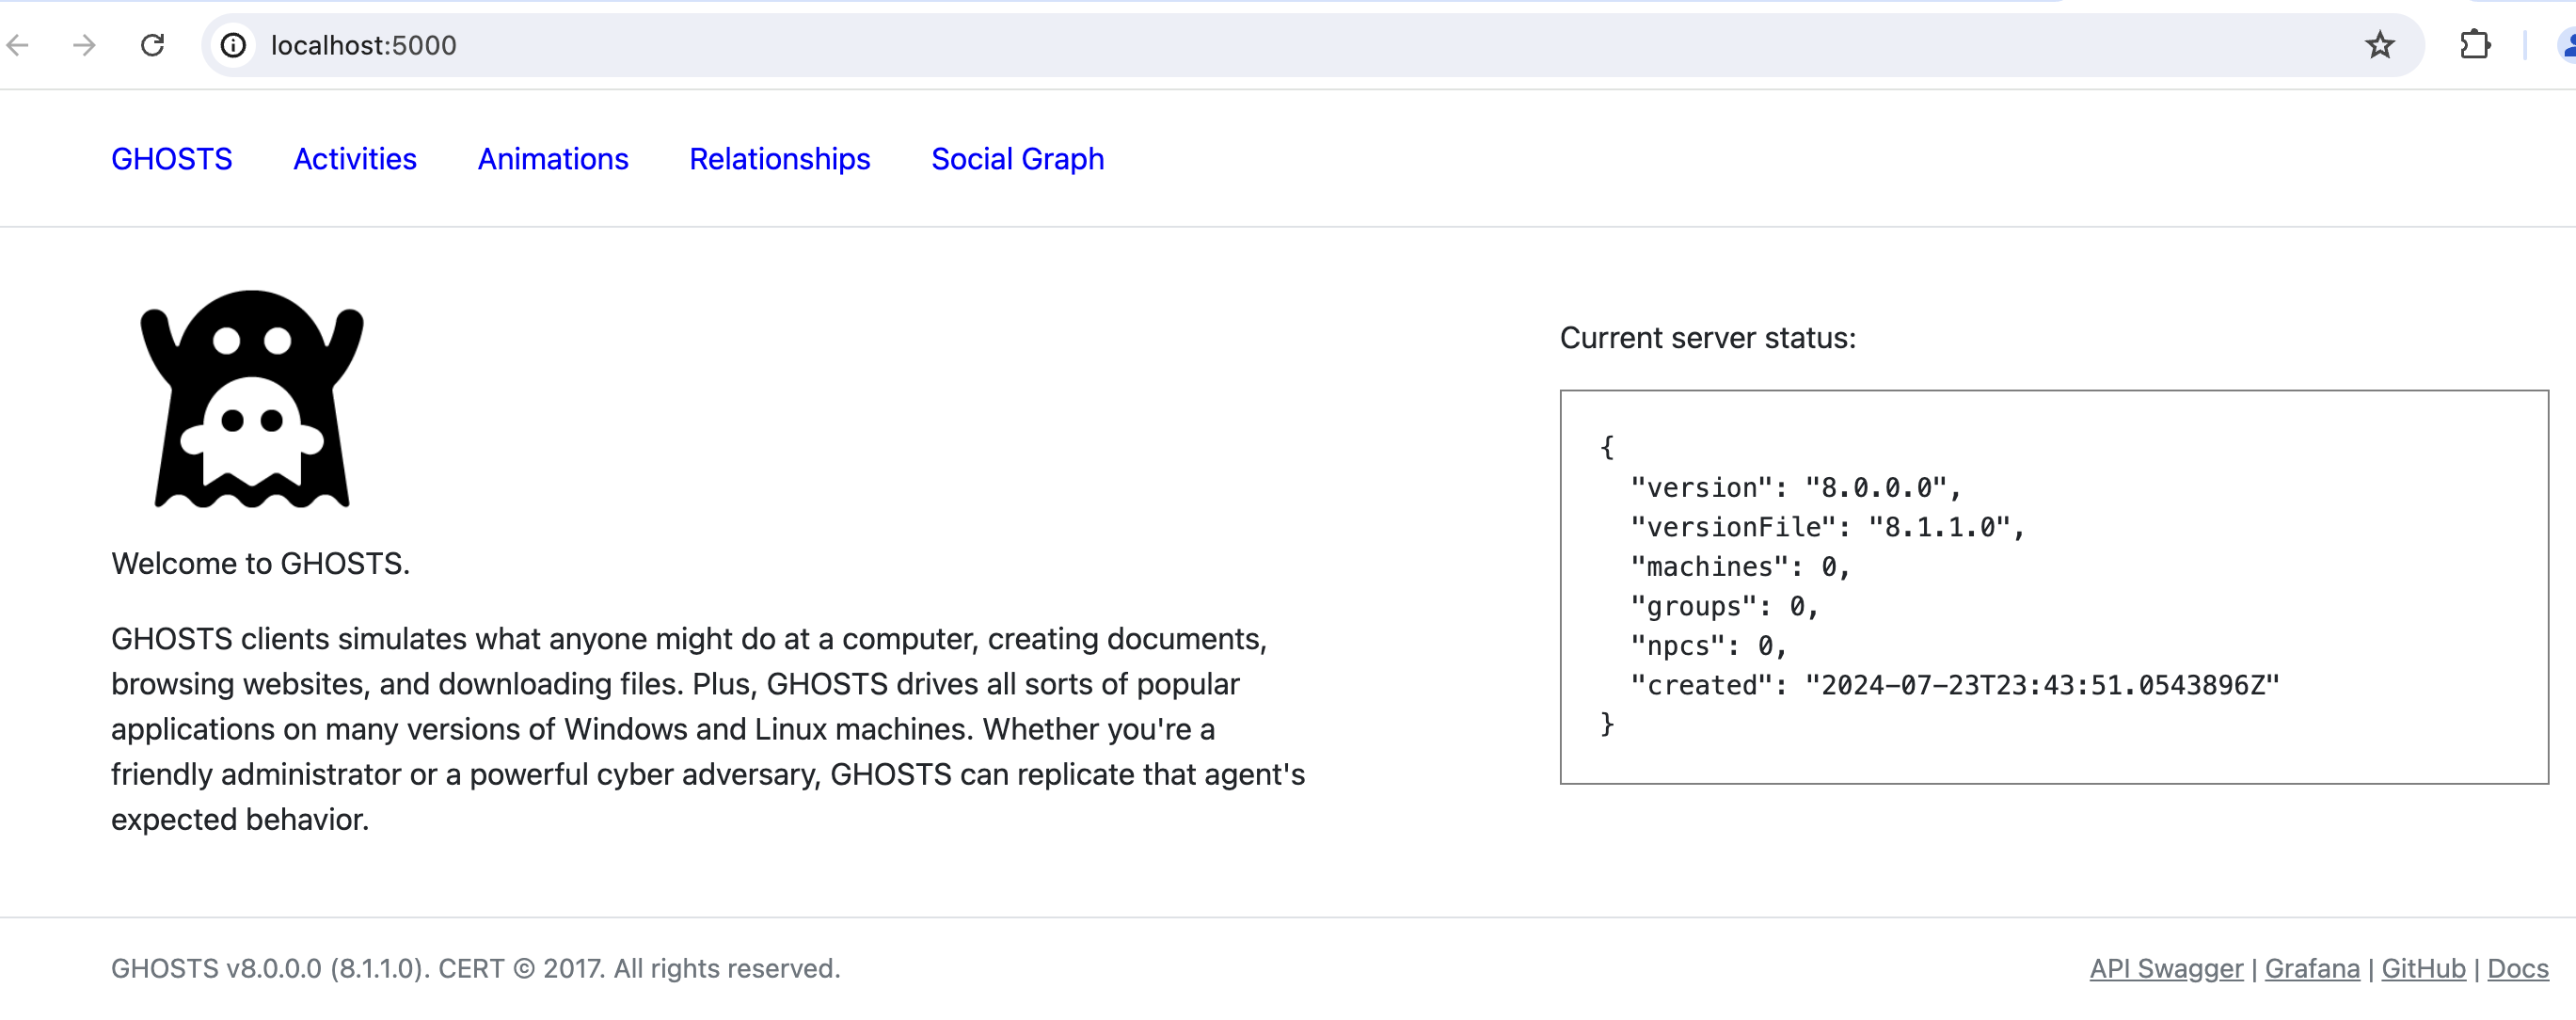 localhost:5000
GHOSTS Activities Animations Relationships Social Graph
Welcome to GHOSTS.
GHOSTS clients simulates what anyone might do at a computer, creating documents,
browsing websites, and downloading files. Plus, GHOSTS drives all sorts of popular
applications on many versions of Windows and Linux machines. Whether you're a
friendly administrator or a powerful cyber adversary, GHOSTS can replicate that agent's
expected behavior.
Current server status:
{
"version": "8.0.0.0",
"versionFile": "8.1.1.0",
"machines": 0,
"groups": 0,
"npcs": 0,
"created": "2024-07-23T23:43:51.0543896Z"
}
GHOSTS v8.0.0.0 (8.1.1.0). CERT © 2017. All rights reserved.
API Swagger | Grafana | GitHub | Docs